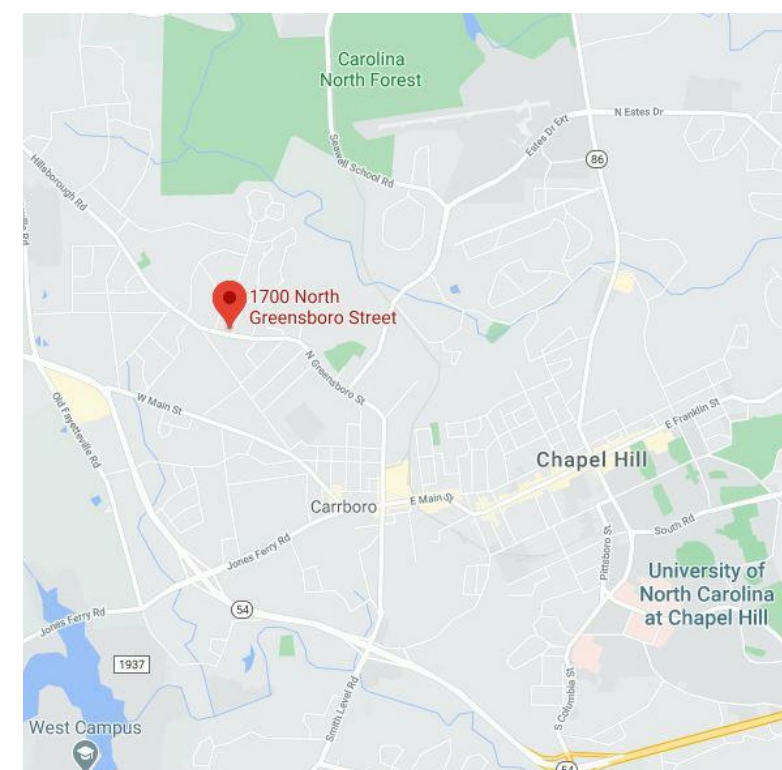 Carolina
North Forest
N Eates Dr
Eates Dr Ext
86
Seawell School Rd
Hillsborough Rd
1700 North
Greensboro Street
N Greensboro St
W Main St
Old Fayetteville Rd
E Franklin St
Chapel Hill
Carrboro
E Main St
South Rd
Pittsboro St
Jones Ferry Rd
University of
North Carolina
at Chapel Hill
54
Jones Ferry Rd
1937
S Columbia St
Smith Level Rd
West Campus
54